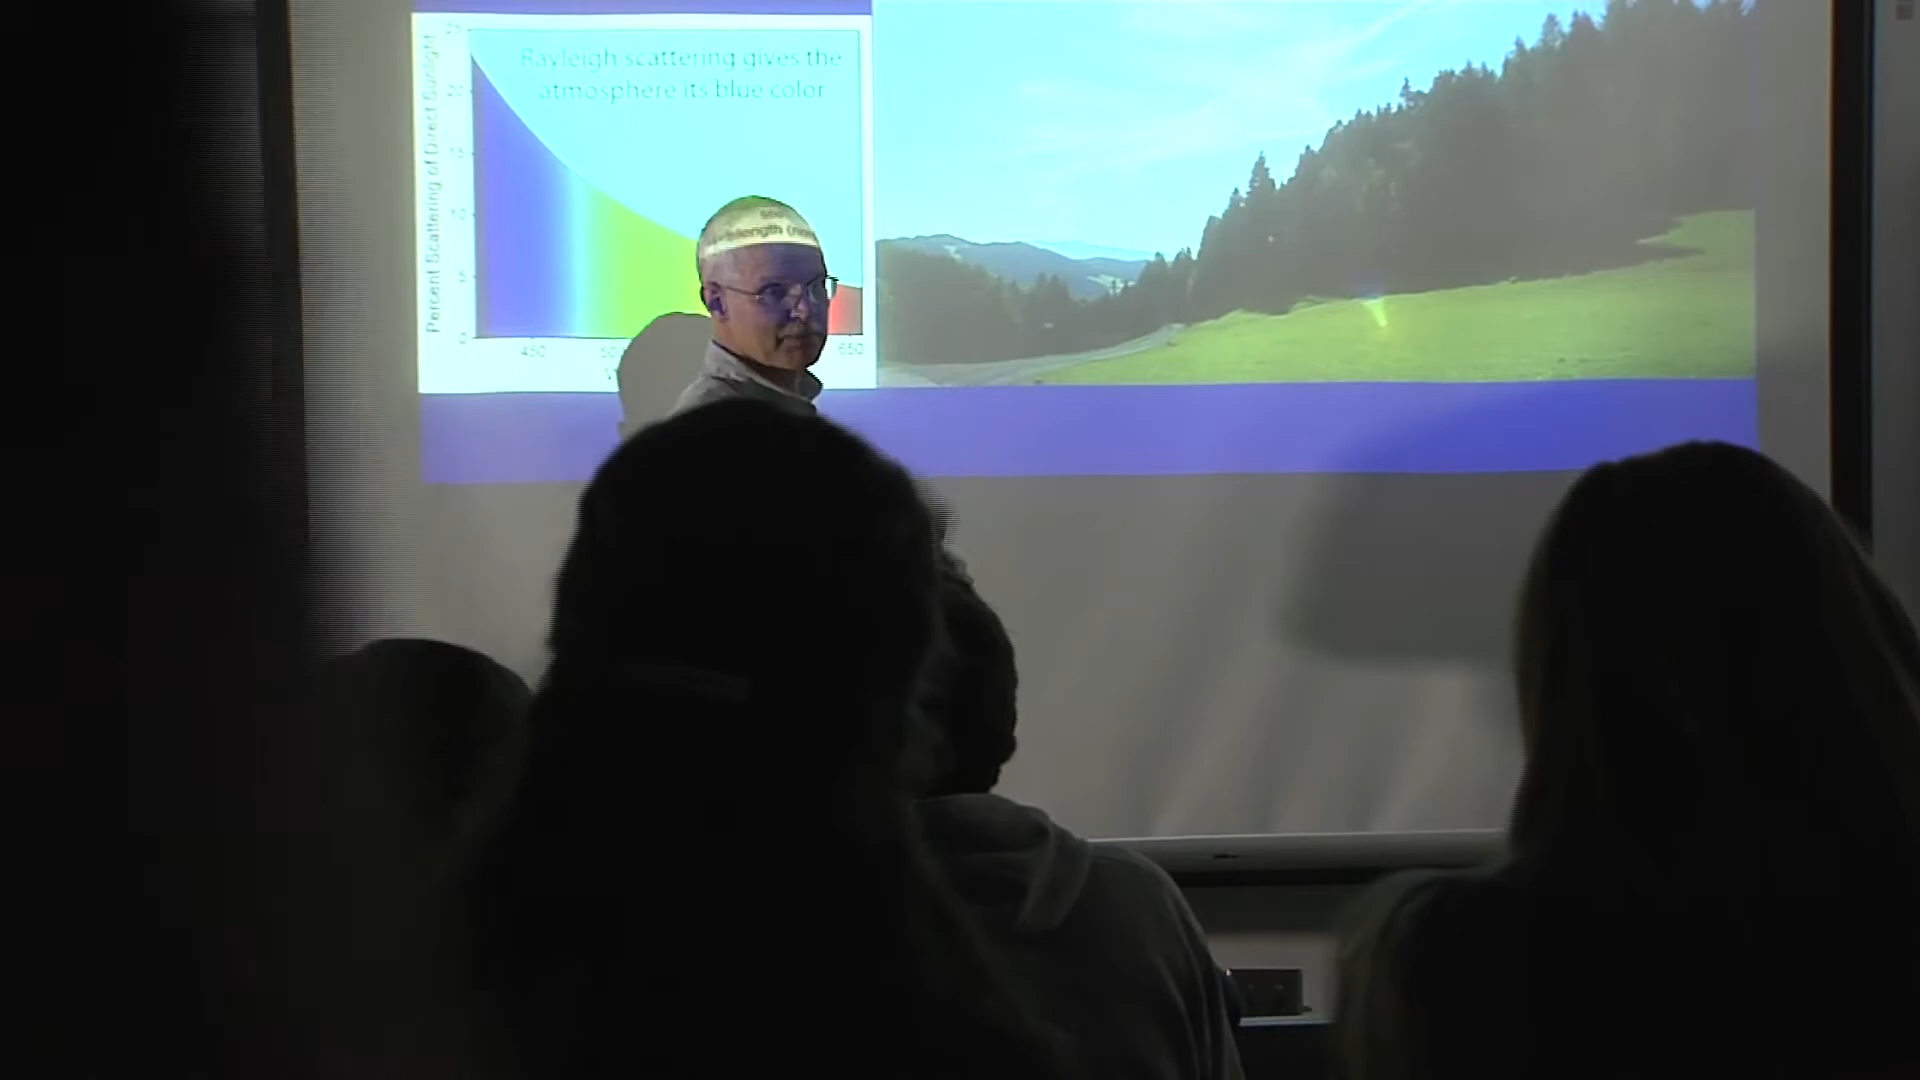 Rayleigh scattering gives the
atmosphere its blue color
Percent Scattering of Direct Sunlight
25
20
15
10
5
0
450
650